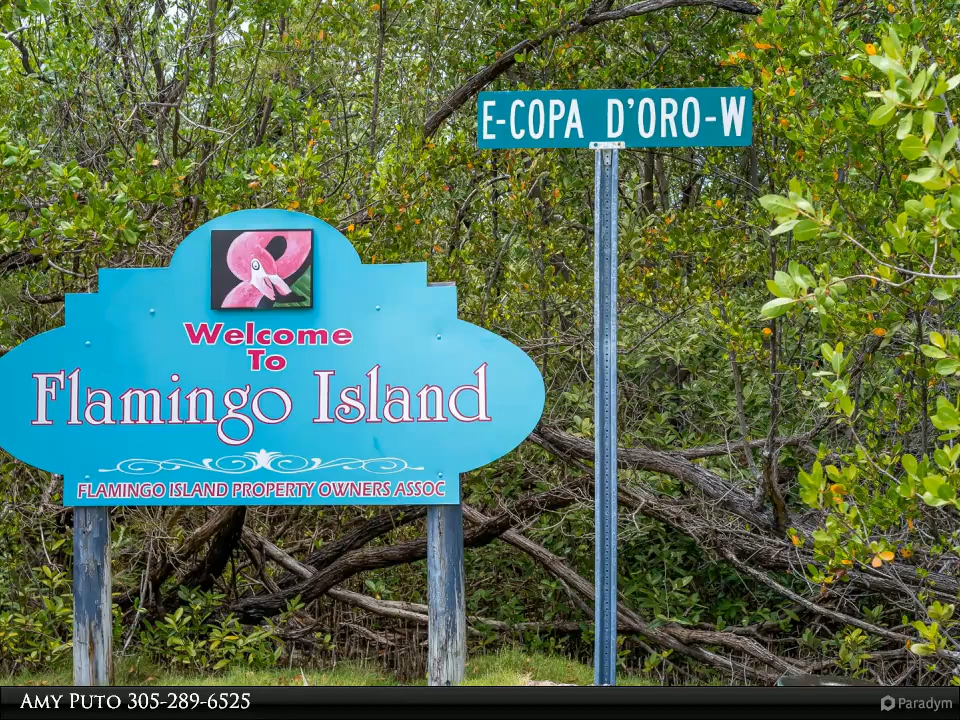 E-COPA D'ORO-W
Welcome
To
Flamingo Island
FLAMINGO ISLAND PROPERTY OWNERS ASSOC
AMY PUTO 305-289-6525
Paradym